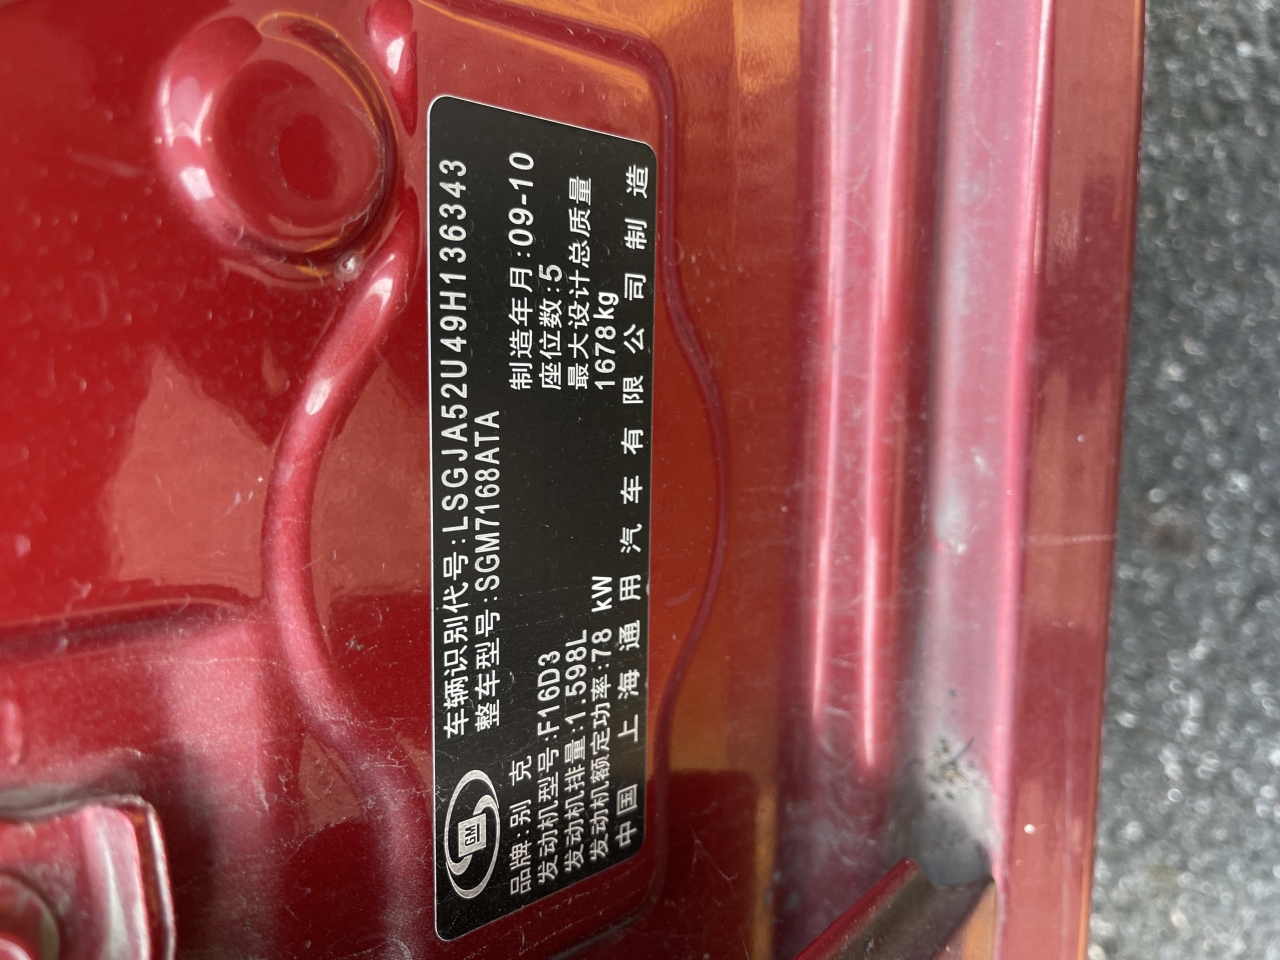 车辆识别代号:LSGJA52U49H136343
整车型号:SGM7168ATA
GM
品牌:别 克
发动机型号:F16D3
发动机排量:1.598L
发动机额定功率:78 kW
制造年月:09-10
座位数:5
最大设计总质量
1678kg
中国 上海通用汽车有限公司制造